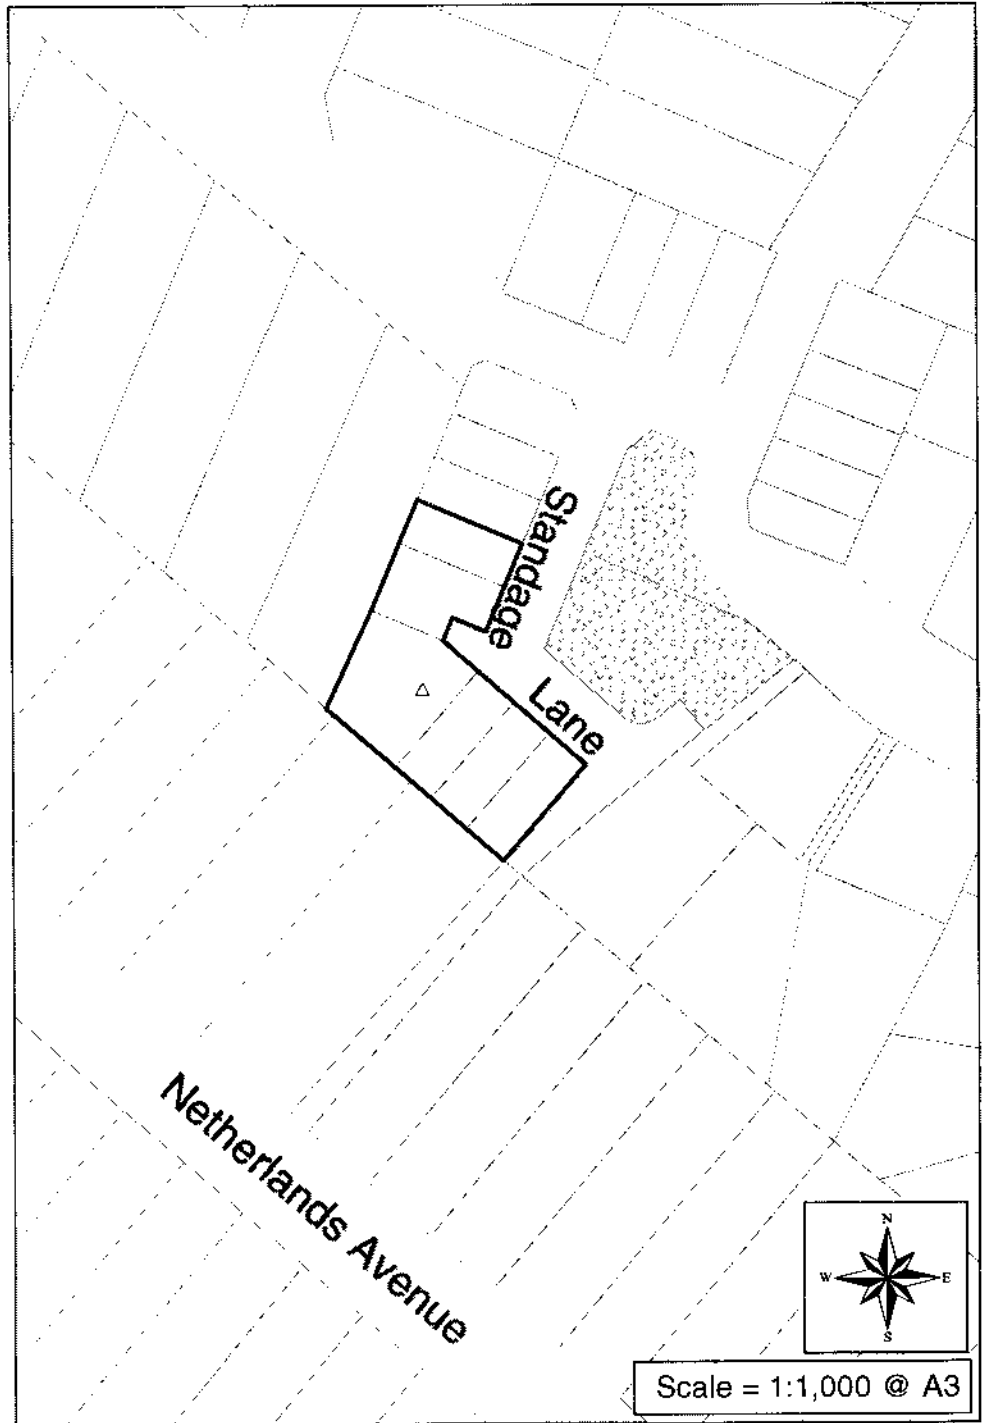 Standage
Lane
Netherlands Avenue
N
W E
S
Scale = 1:1,000 @ A3